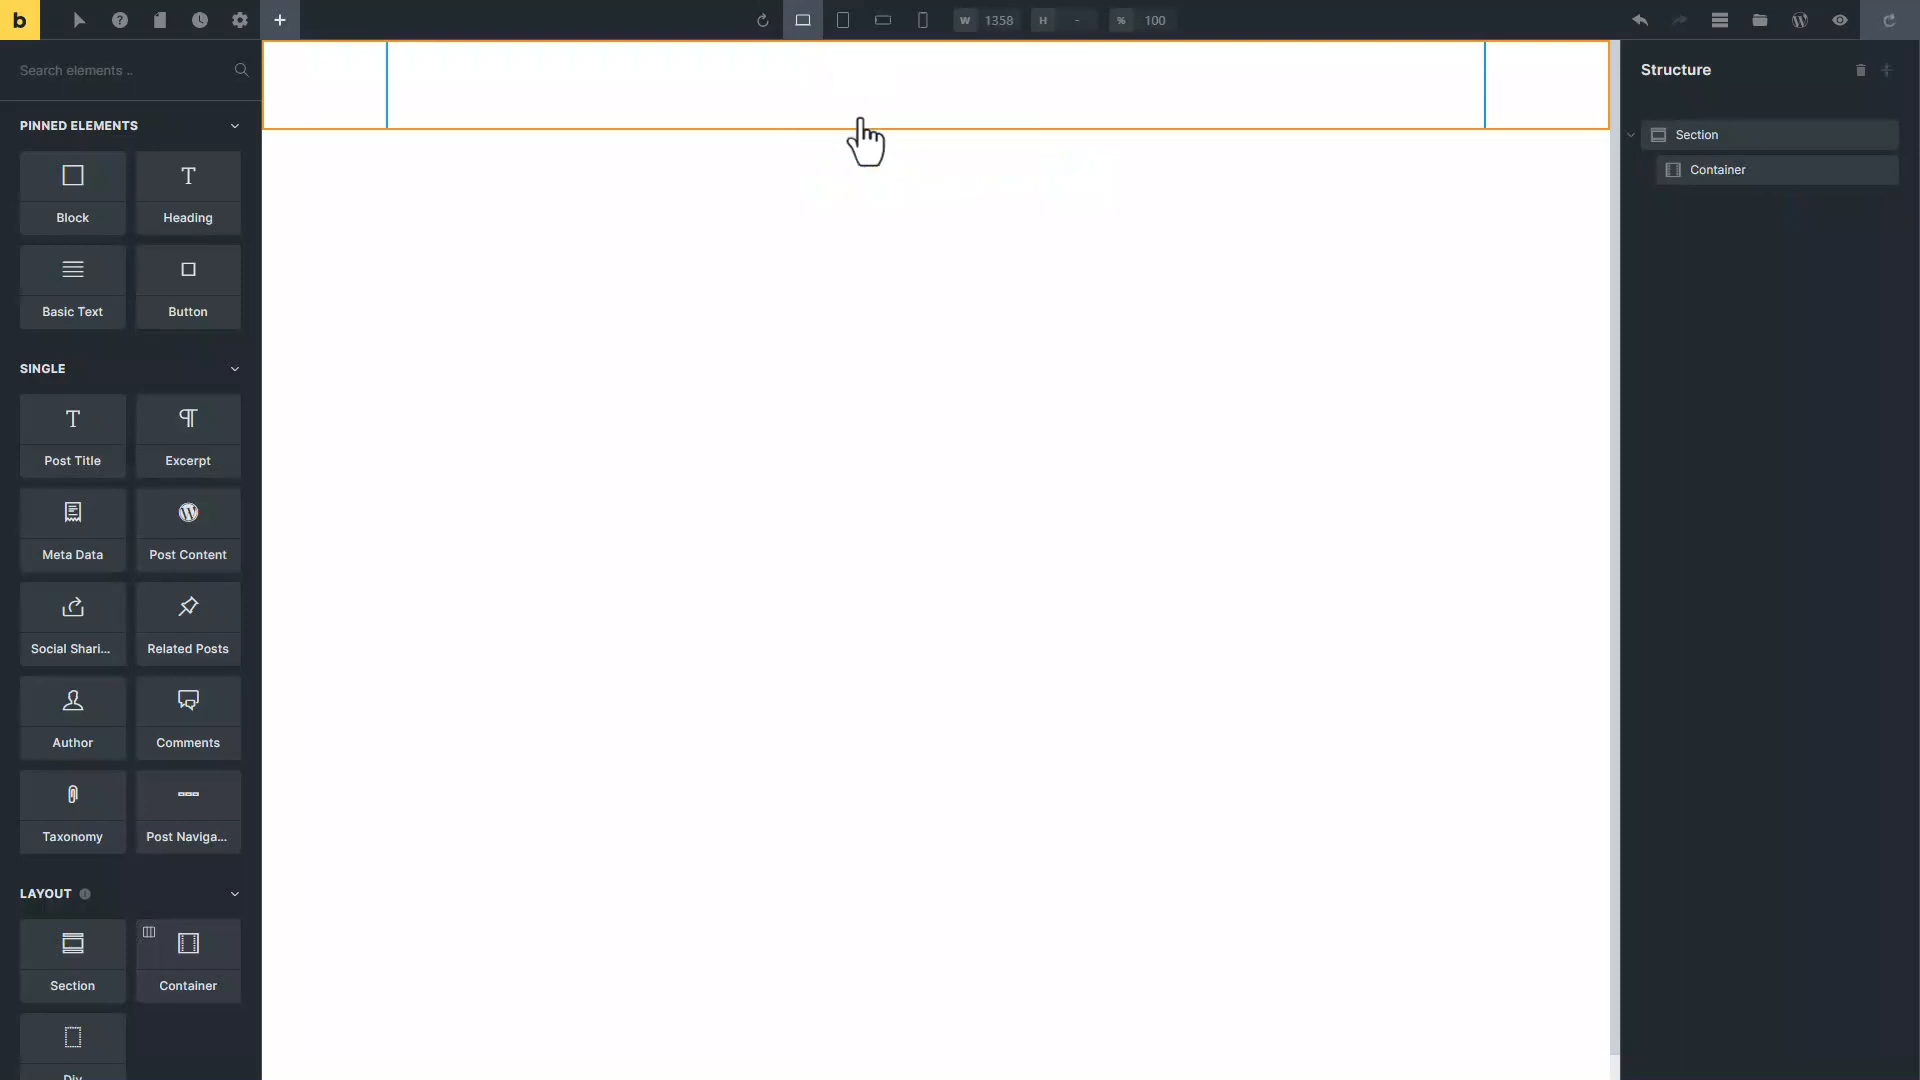 b
W 1358 H - % 100
Search elements ..
Structure
PINNED ELEMENTS
Section
Container
Block
Heading
Basic Text
Button
SINGLE
Post Title
Excerpt
Meta Data
Post Content
Social Shari...
Related Posts
Author
Comments
Taxonomy
Post Naviga...
LAYOUT
Section
Container
Div